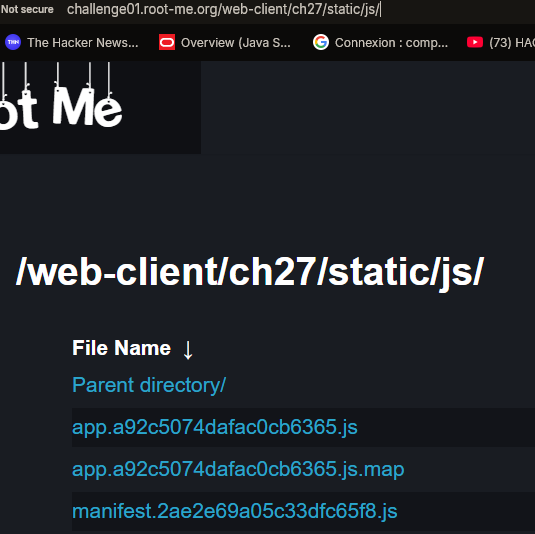 Not secure challenge01.root-me.org/web-client/ch27/static/js/
The Hacker News... Overview (Java S... Connexion : comp... (73) HAC
ot Me
/web-client/ch27/static/js/
File Name ↓
Parent directory/
app.a92c5074dafac0cb6365.js
app.a92c5074dafac0cb6365.js.map
manifest.2ae2e69a05c33dfc65f8.js